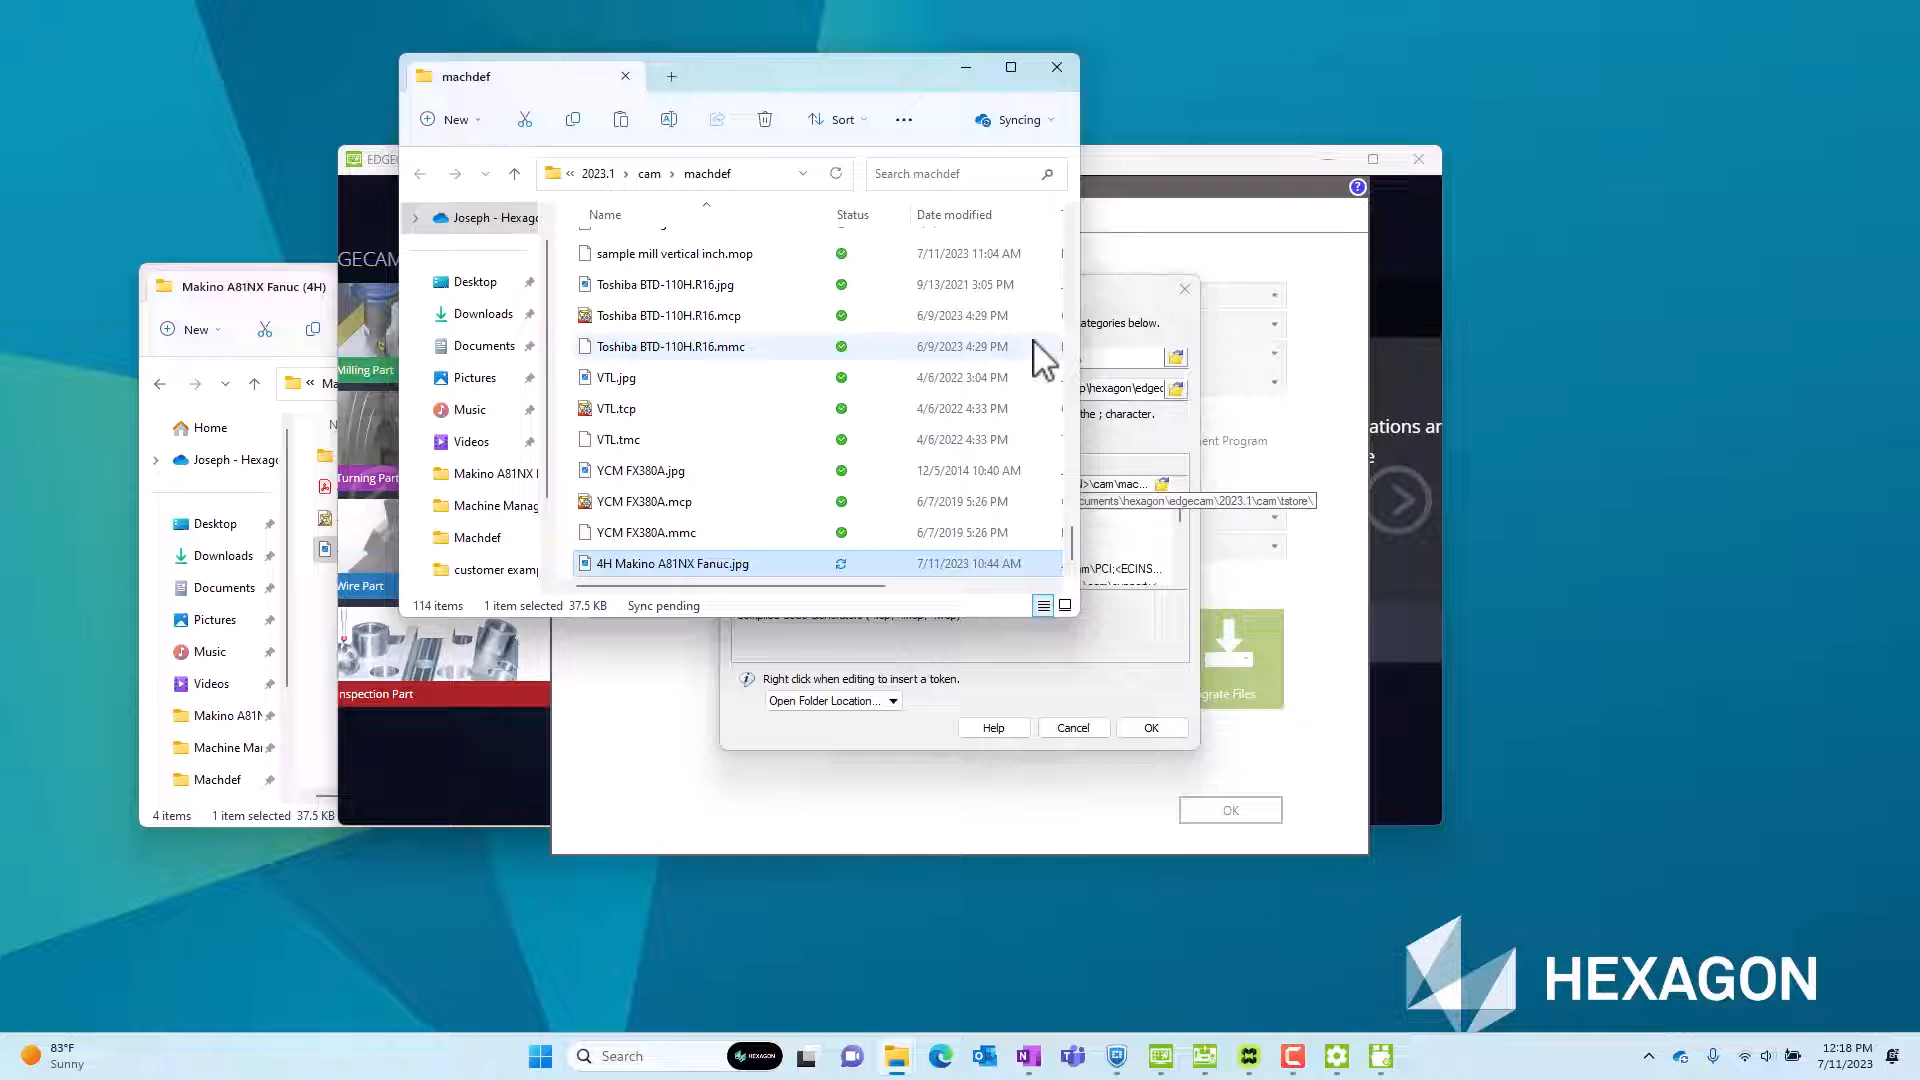 machdef
New
Sort
Syncing
« 2023.1 > cam > machdef
Search machdef
Joseph - Hexag
Name
Status
Date modified
sample mill vertical inch.mop
7/11/2023 11:04 AM
Desktop
Toshiba BTD-110H.R16.jpg
9/13/2021 3:05 PM
Downloads
Toshiba BTD-110H.R16.mcp
6/9/2023 4:29 PM
Documents
Toshiba BTD-110H.R16.mmc
6/9/2023 4:29 PM
Pictures
VTL.jpg
4/6/2022 3:04 PM
Music
VTL.tcp
4/6/2022 4:33 PM
Videos
VTL.tmc
4/6/2022 4:33 PM
Makino A81NX
YCM FX380A.jpg
12/5/2014 10:40 AM
Machine Manag
YCM FX380A.mcp
6/7/2019 5:26 PM
Machdef
YCM FX380A.mmc
6/7/2019 5:26 PM
customer examp
4H Makino A81NX Fanuc.jpg
7/11/2023 10:44 AM
114 items
1 item selected 37.5 KB
Sync pending
EDGEC
GECAM
Milling Part
Turning Part
Wire Part
nspection Part
Makino A81NX Fanuc (4H)
New
« Ma
Home
Joseph - Hexag
Desktop
Downloads
Documents
Pictures
Music
Videos
Makino A81N
Machine Ma
Machdef
4 items
1 item selected 37.5 KB
ategories below.
p\hexagon\edgec
the ; character.
ent Program
ations ar
e
>\cam\mac...
cuments\hexagon\edgecam\2023.1\cam\tstore\
am\PCI;<ECINS...
Right click when editing to insert a token.
Open Folder Location...
Help
Cancel
OK
grate Files
OK
HEXAGON
83°F
Sunny
Search
HEXAGON
12:18 PM
7/11/2023